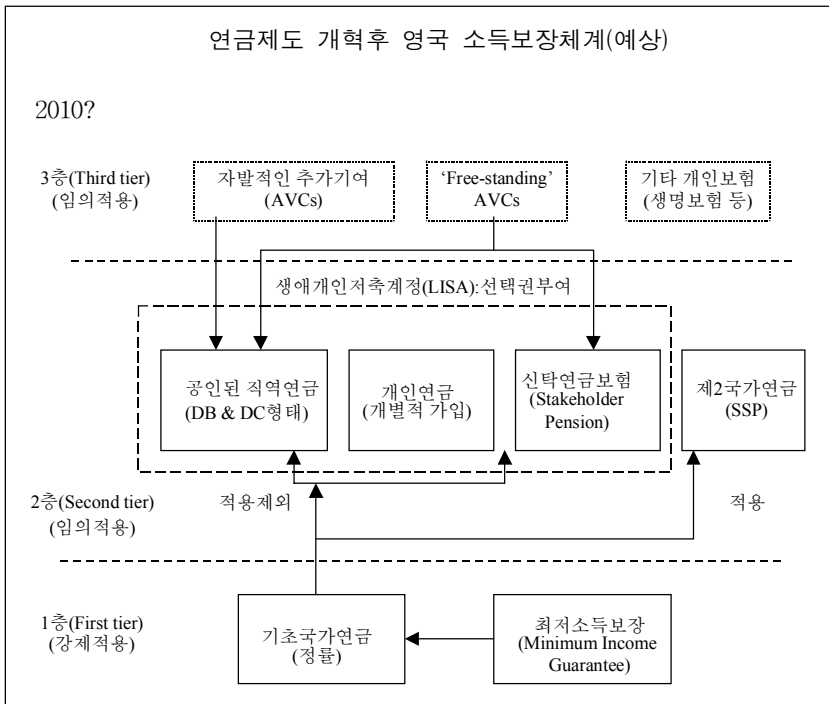 연금제도 개혁후 영국 소득보장체계(예상)
2010?
3층(Third tier)
(임의적용)
자발적인 추가기여
(AVCs)
‘Free-standing’
AVCs
기타 개인보험
(생명보험 등)
생애개인저축계정(LISA):선택권부여
공인된 직역연금
(DB & DC형태)
개인연금
(개별적 가입)
신탁연금보험
(Stakeholder
Pension)
제2국가연금
(SSP)
2층(Second tier)
(임의적용)
적용제외
적용
1층(First tier)
(강제적용)
기초국가연금
(정률)
최저소득보장
(Minimum Income
Guarantee)